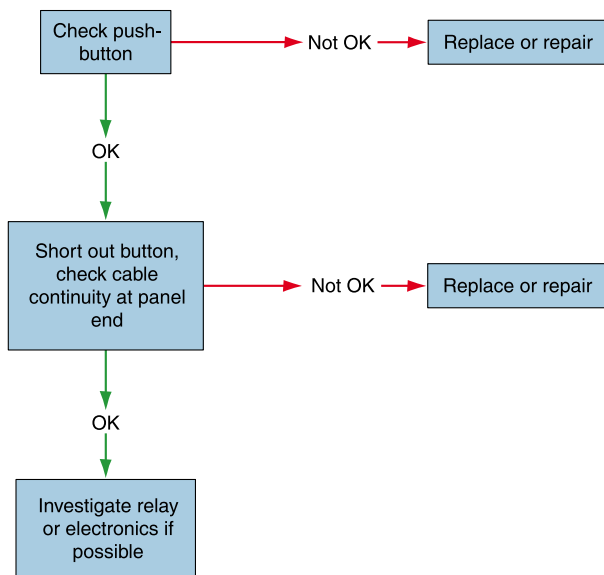 Check push-
button
Not OK
Replace or repair
OK
Short out button,
check cable
continuity at panel
end
Not OK
Replace or repair
OK
Investigate relay
or electronics if
possible